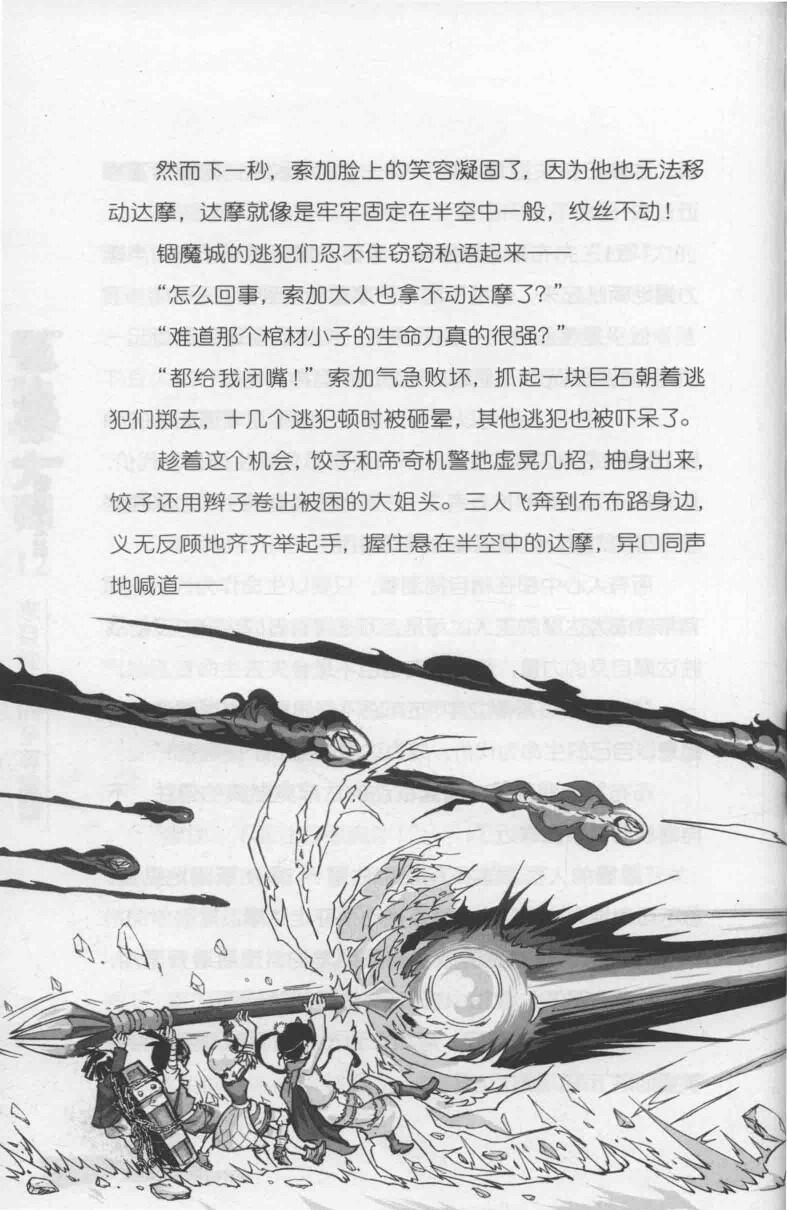 然而下一秒，索加脸上的笑容凝固了，因为他也无法移
动达摩，达摩就像是牢牢固定在半空中一般，纹丝不动！
锢魔城的逃犯们忍不住窃窃私语起来——
“怎么回事，索加大人也拿不动达摩了？”
“难道那个棺材小子的生命力真的很强？”
“都给我闭嘴！”索加气急败坏，抓起一块巨石朝着逃
犯们掷去，十几个逃犯顿时被砸晕，其他逃犯也被吓呆了。
趁着这个机会，饺子和帝奇机警地虚晃几招，抽身出来，
饺子还用辫子卷出被困的大姐头。三人飞奔到布布路身边，
义无反顾地齐齐举起手，握住悬在半空中的达摩，异口同声
地喊道——